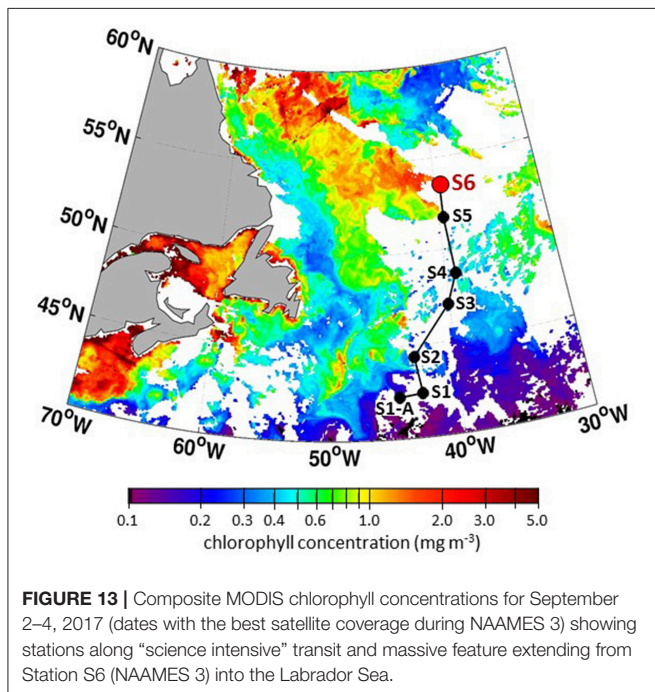 60°N
55°N
50°N
45°N
S6
S5
S4
S3
S2
S1
S1-A
70°W
60°W
50°W
40°W
30°W
0.1 0.2 0.3 0.4 0.6 1.0 2.0 3.0 5.0
chlorophyll concentration (mg m⁻³)
FIGURE 13 | Composite MODIS chlorophyll concentrations for September
2–4, 2017 (dates with the best satellite coverage during NAAMES 3) showing
stations along “science intensive” transit and massive feature extending from
Station S6 (NAAMES 3) into the Labrador Sea.